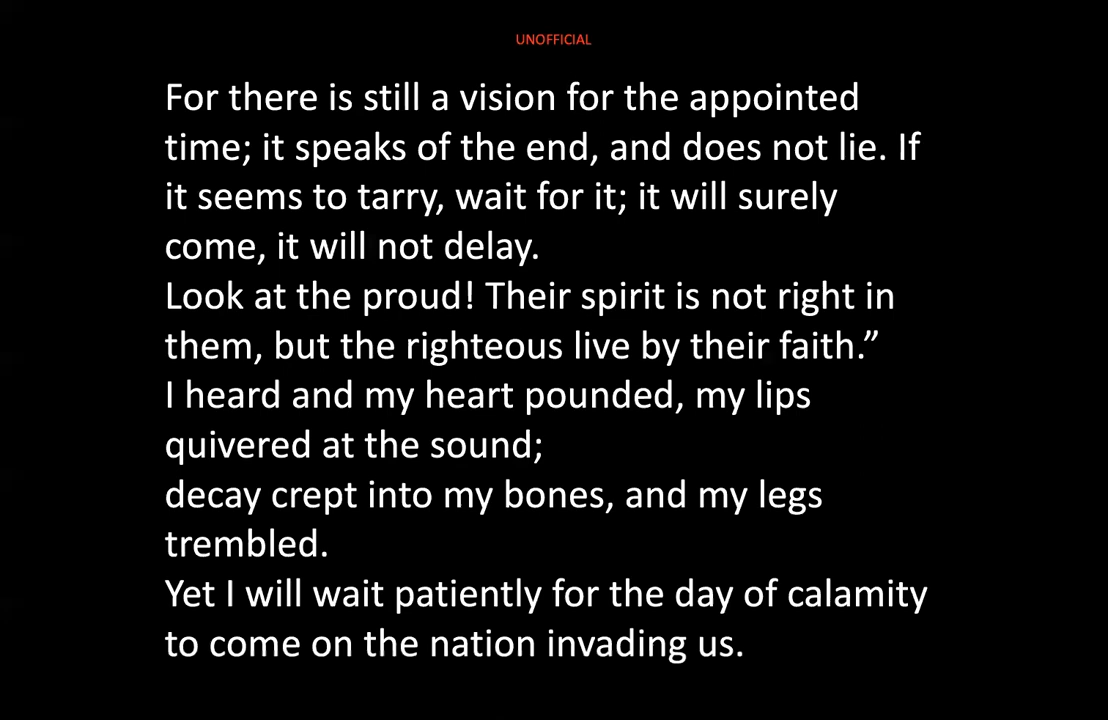 UNOFFICIAL
For there is still a vision for the appointed
time; it speaks of the end, and does not lie. If
it seems to tarry, wait for it; it will surely
come, it will not delay.
Look at the proud! Their spirit is not right in
them, but the righteous live by their faith.”
I heard and my heart pounded, my lips
quivered at the sound;
decay crept into my bones, and my legs
trembled.
Yet I will wait patiently for the day of calamity
to come on the nation invading us.